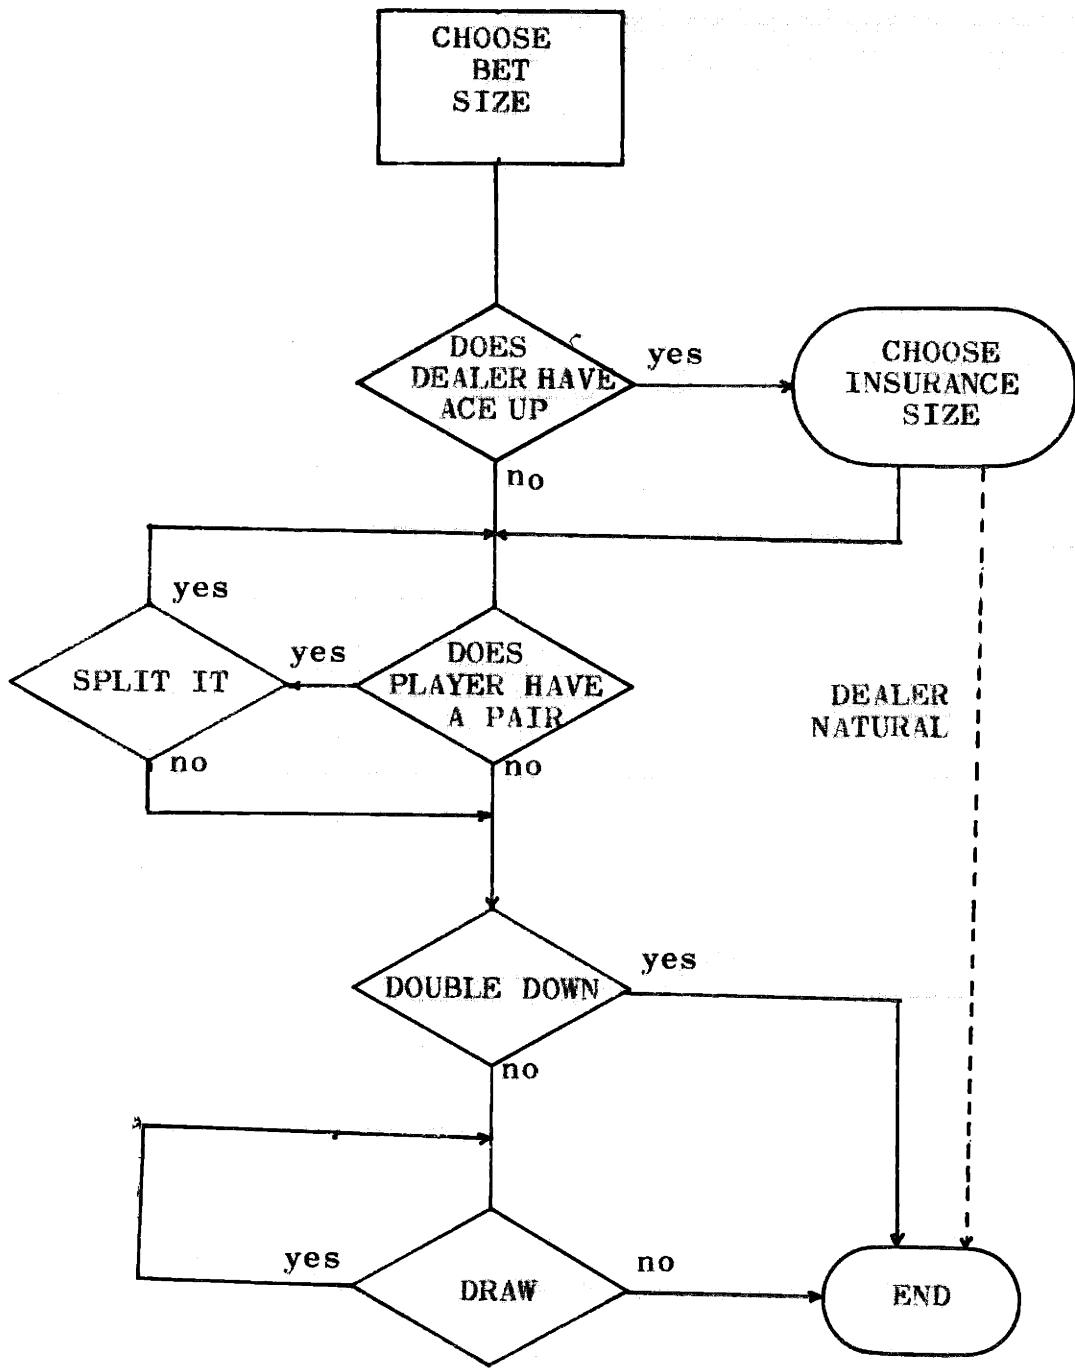 CHOOSE
BET
SIZE
DOES
DEALER HAVE
ACE UP
yes
CHOOSE
INSURANCE
SIZE
no
yes
SPLIT IT
yes
DOES
PLAYER HAVE
A PAIR
DEALER
NATURAL
no
no
DOUBLE DOWN
yes
no
yes
DRAW
no
END